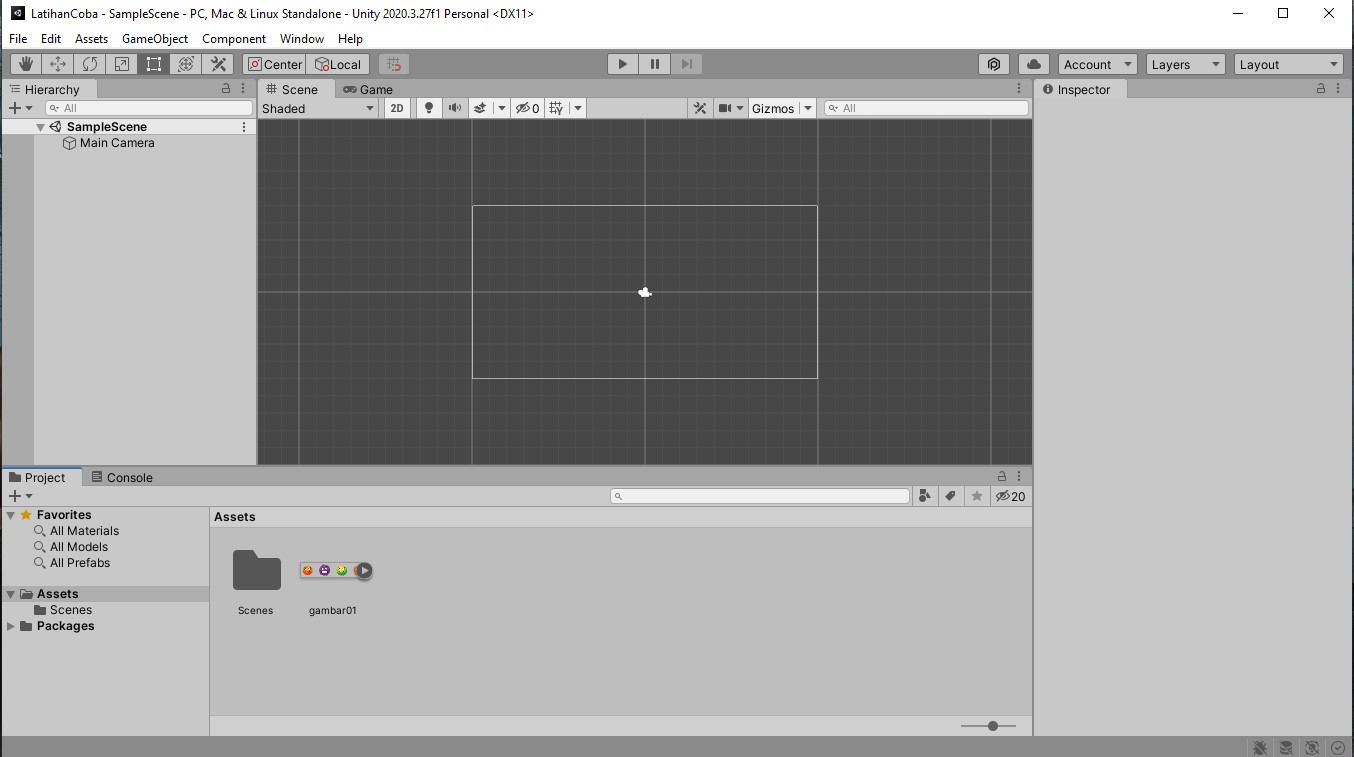 LatihanCoba - SampleScene - PC, Mac & Linux Standalone - Unity 2020.3.27f1 Personal <DX11>
File Edit Assets GameObject Component Window Help
Center Local Account Layers Layout
Hierarchy Scene Game Inspector
All Shaded 2D 0 Gizmos All
SampleScene
Main Camera
Project Console
20
Favorites Assets
All Materials
All Models
All Prefabs
Assets
Scenes gambar01
Scenes
Packages